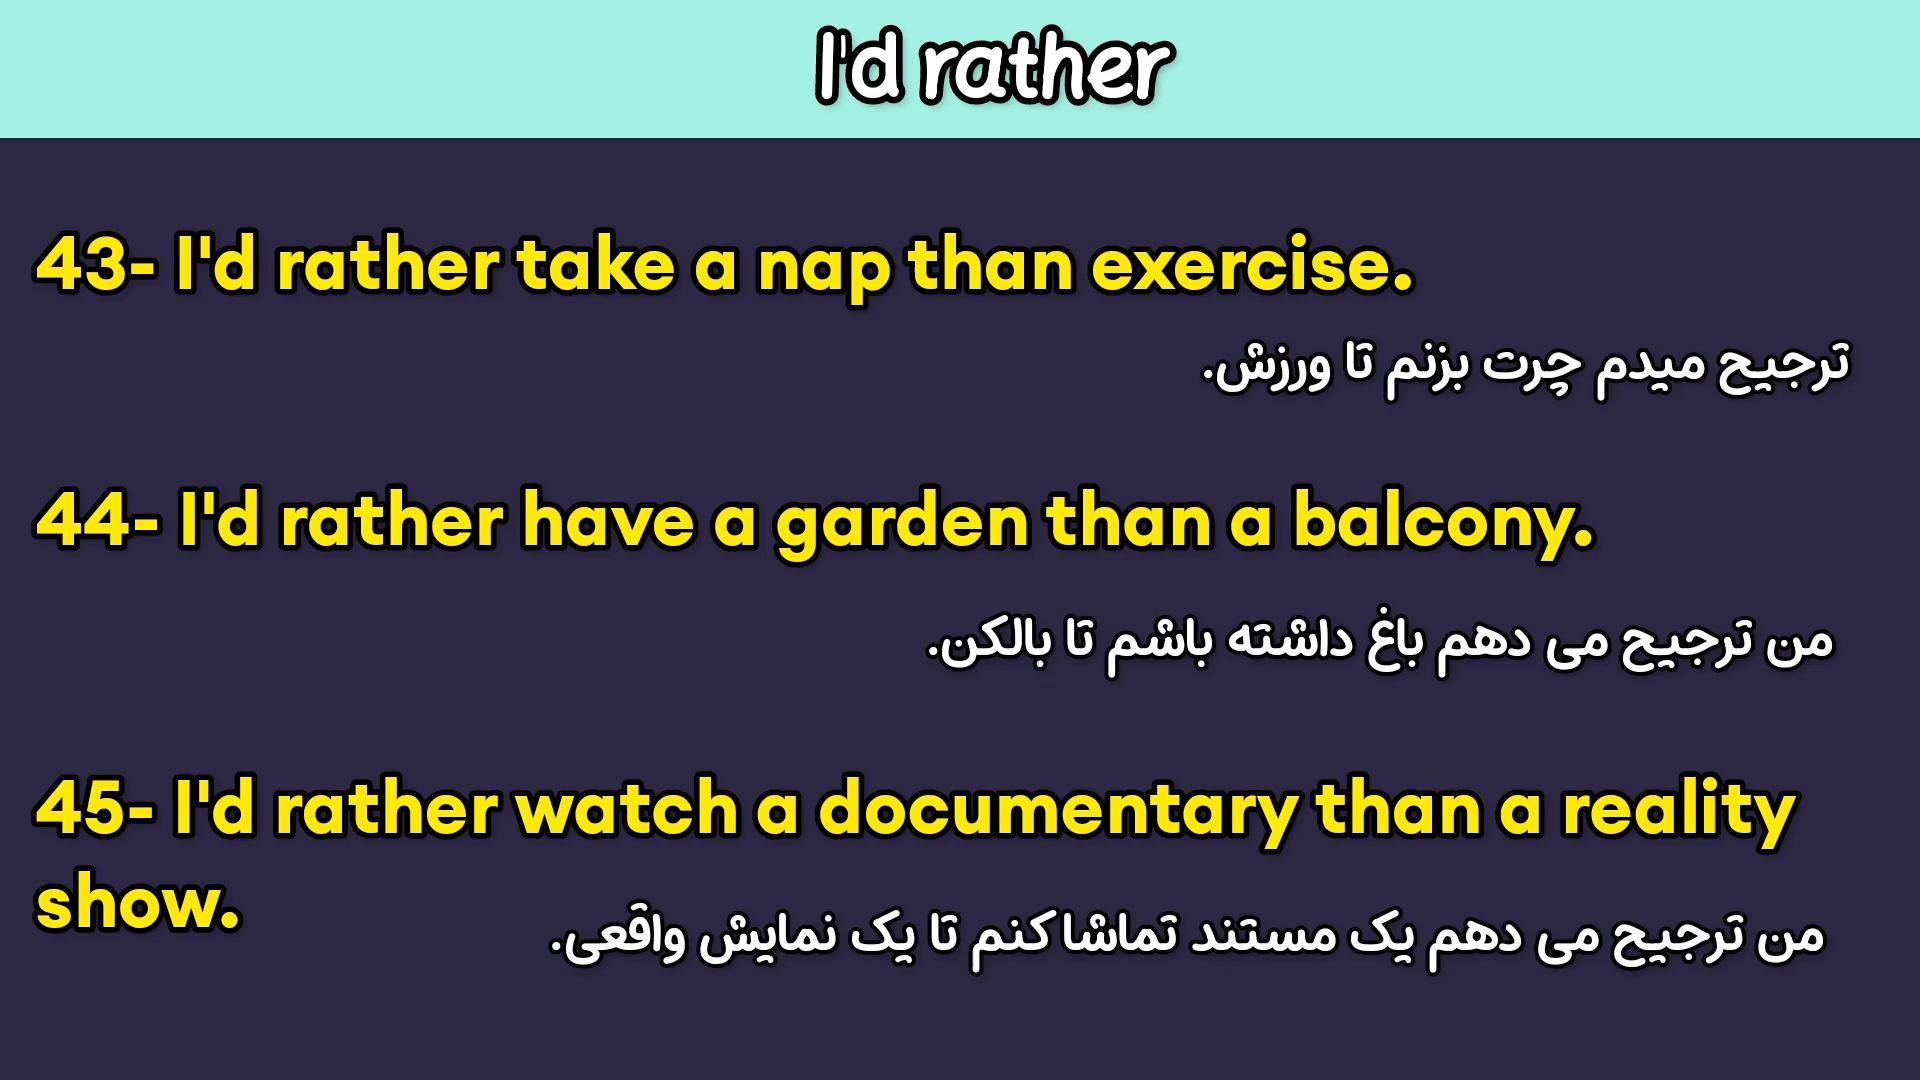 I'd rather
43- I'd rather take a nap than exercise.
ترجیح میدم چرت بزنم تا ورزش.
44- I'd rather have a garden than a balcony.
من ترجیح می دهم باغ داشته باشم تا بالکن.
45- I'd rather watch a documentary than a reality
show.
من ترجیح می دهم یک مستند تماشا کنم تا یک نمایش واقعی.